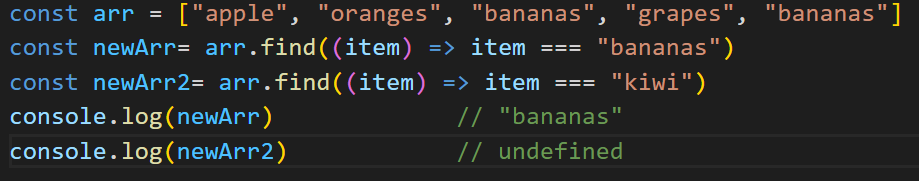 const arr = ["apple", "oranges", "bananas", "grapes", "bananas"]
const newArr= arr.find((item) => item === "bananas")
const newArr2= arr.find((item) => item === "kiwi")
console.log(newArr)                // "bananas"
console.log(newArr2)               // undefined